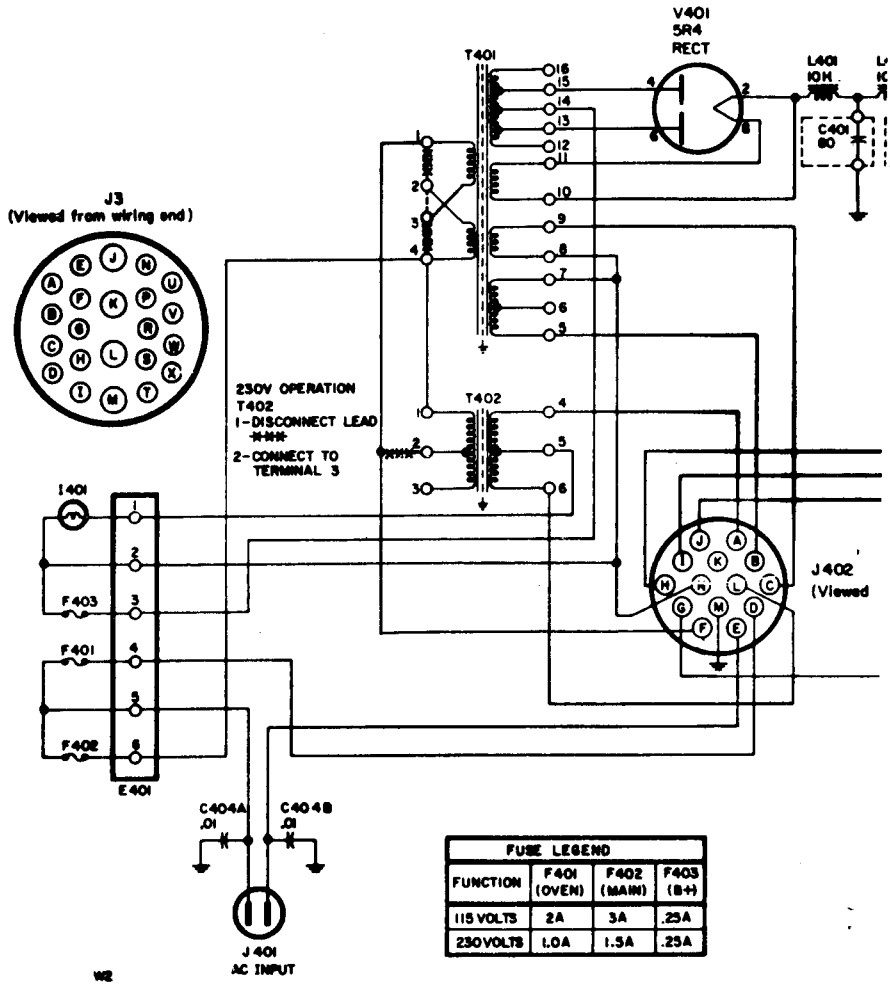 V401
5R4
RECT
T401
L401
10H
C401
80
16
15
14
13
12
11
10
9
8
7
6
5
4
6
2
8
1
2
3
4
J3
(Viewed from wiring end)
A
B
C
D
E
F
G
H
I
J
K
L
M
N
P
R
S
T
U
V
W
X
230V OPERATION
T402
1-DISCONNECT LEAD
2-CONNECT TO
TERMINAL 3
T402
1
2
3
4
5
6
I401
F403
F401
F402
1
2
3
4
5
6
E401
J
A
I
K
B
H
N
L
C
G
M
D
F
E
J402
(Viewed
C404A
.01
C404B
.01
J401
AC INPUT
W2
FUSE LEGEND
FUNCTION F401 (OVEN) F402 (MAIN) F403 (B+)
115 VOLTS 2A 3A .25A
230VOLTS 1.0A 1.5A .25A